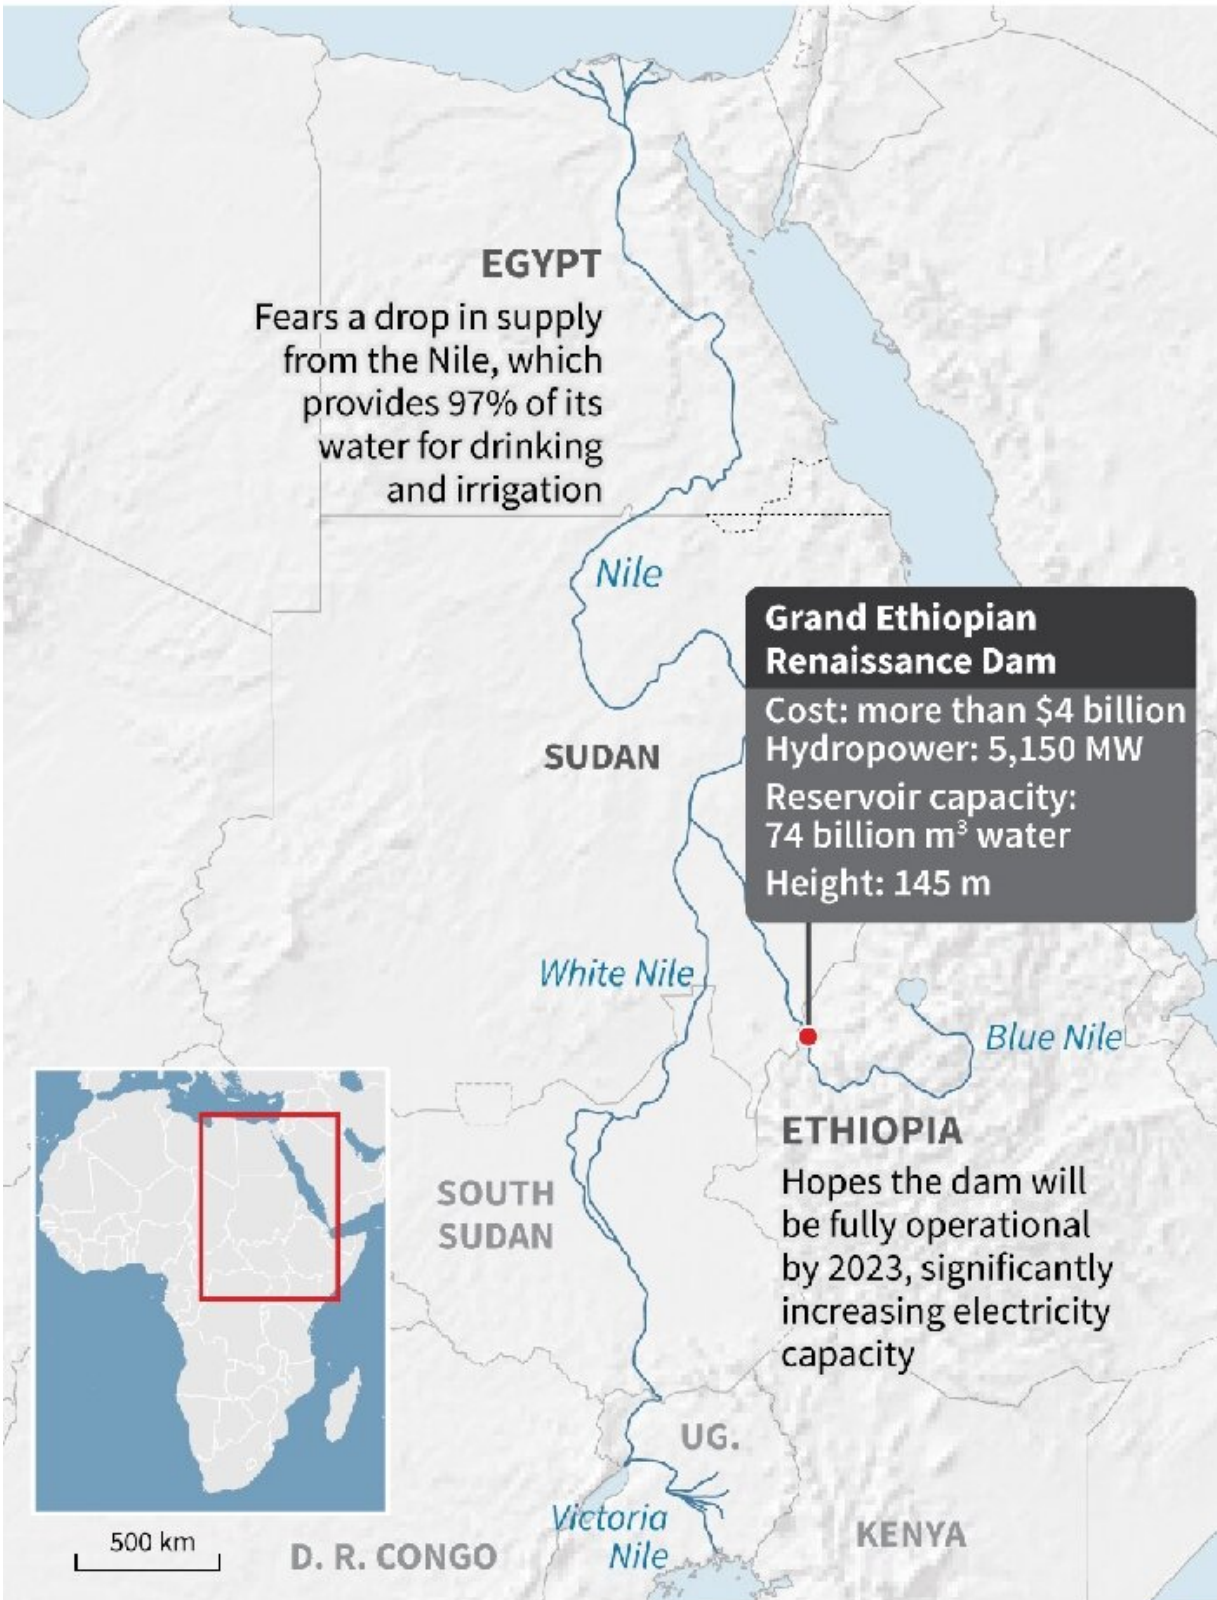 EGYPT
Fears a drop in supply
from the Nile, which
provides 97% of its
water for drinking
and irrigation
Nile
Grand Ethiopian
Renaissance Dam
Cost: more than $4 billion
Hydropower: 5,150 MW
Reservoir capacity:
74 billion m³ water
Height: 145 m
SUDAN
White Nile
Blue Nile
ETHIOPIA
Hopes the dam will
be fully operational
by 2023, significantly
increasing electricity
capacity
SOUTH
SUDAN
UG.
Victoria
Nile
KENYA
D. R. CONGO
500 km